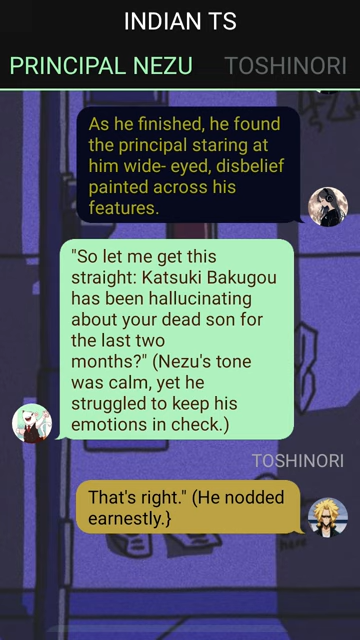 INDIAN TS
PRINCIPAL NEZU TOSHINORI
As he finished, he found
the principal staring at
him wide- eyed, disbelief
painted across his
features.
"So let me get this
straight: Katsuki Bakugou
has been hallucinating
about your dead son for
the last two
months?" (Nezu's tone
was calm, yet he
struggled to keep his
emotions in check.)
TOSHINORI
That's right." (He nodded
earnestly.}